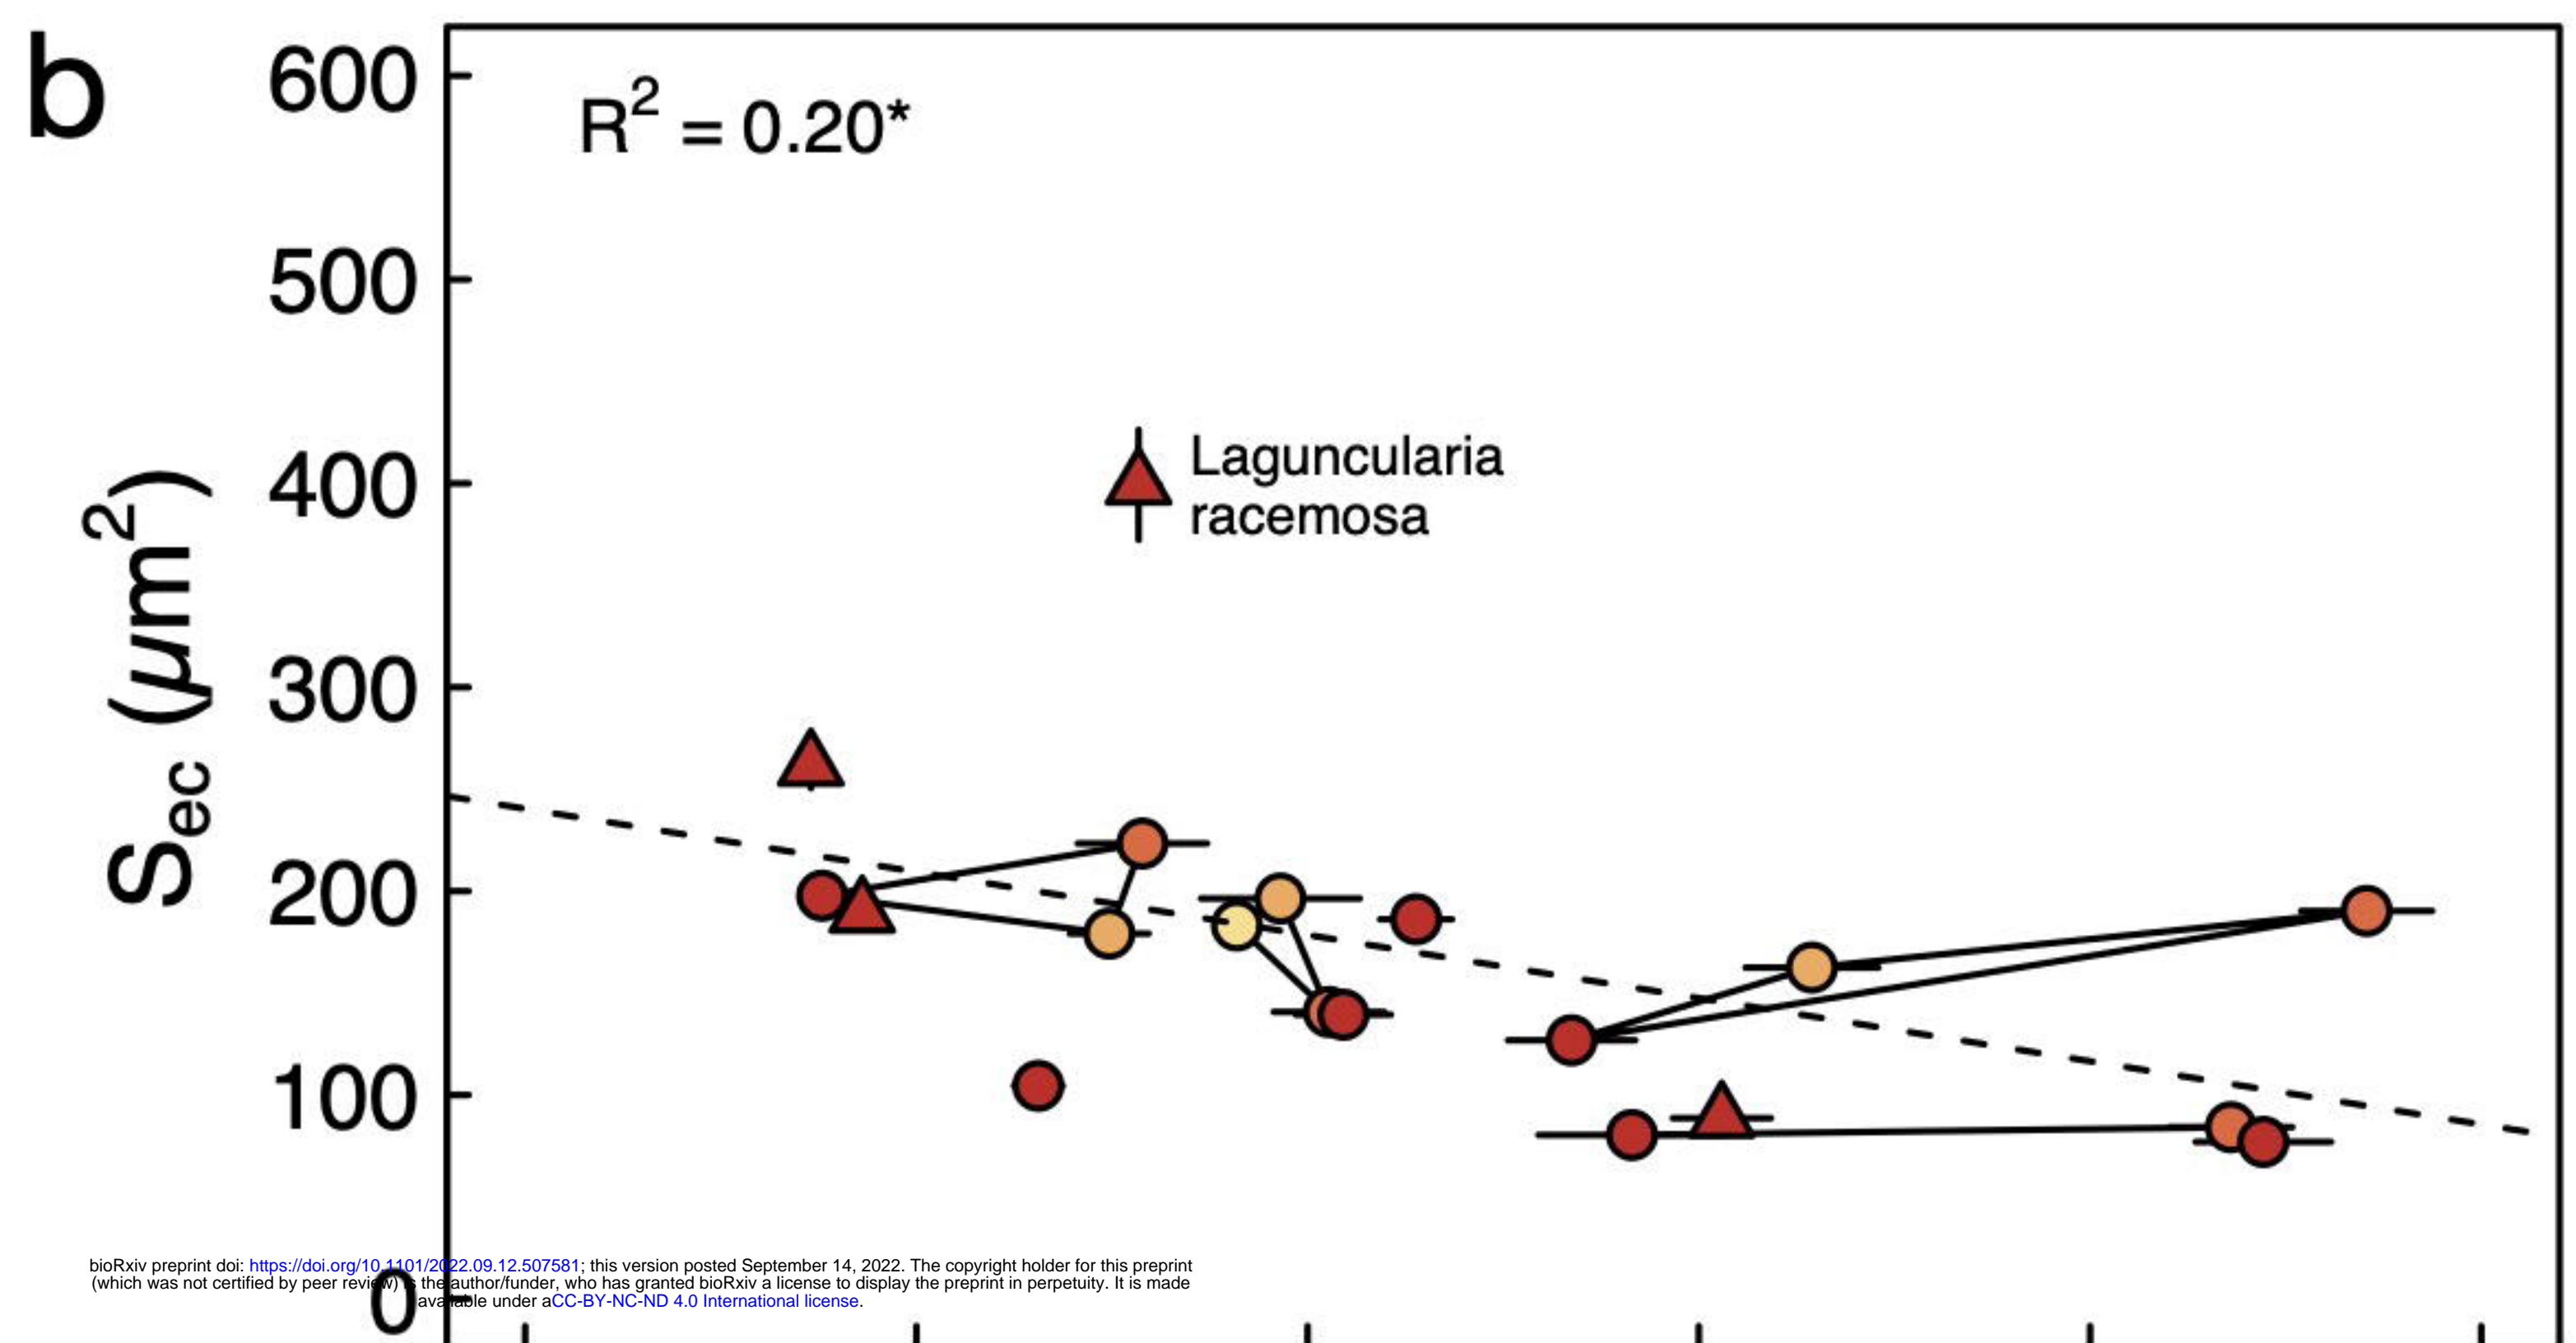 b
600
R² = 0.20*
500
400
Laguncularia
racemosa
300
200
100
0
Sec (μm²)
bioRxiv preprint doi: https://doi.org/10.1101/2022.09.12.507581; this version posted September 14, 2022. The copyright holder for this preprint
(which was not certified by peer review) is the author/funder, who has granted bioRxiv a license to display the preprint in perpetuity. It is made
available under aCC-BY-NC-ND 4.0 International license.